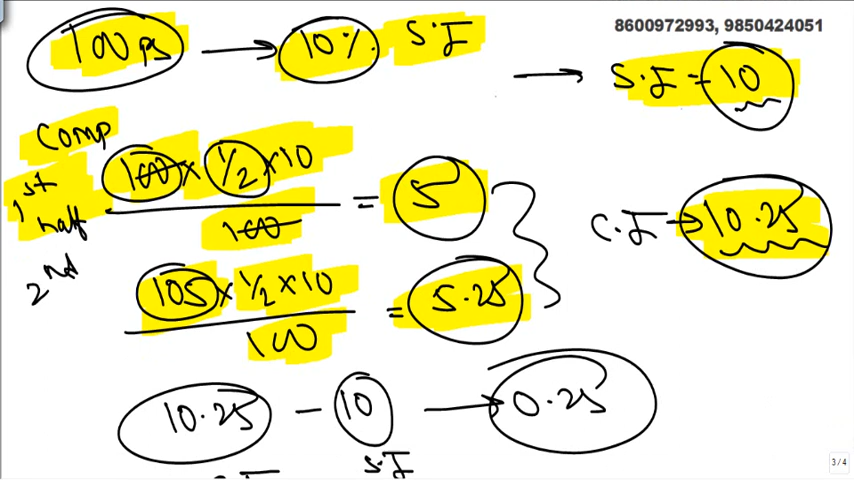 8600972993, 9850424051
100 ps → 10% S.I
→ S.I = 10
Comp
1st half 100 × 1/2 × 10 / 100 = 5
C.I → 10.25
2nd 105 × 1/2 × 10 / 100 = 5.25
10.25 – 10 → 0.25
S.I
3/4